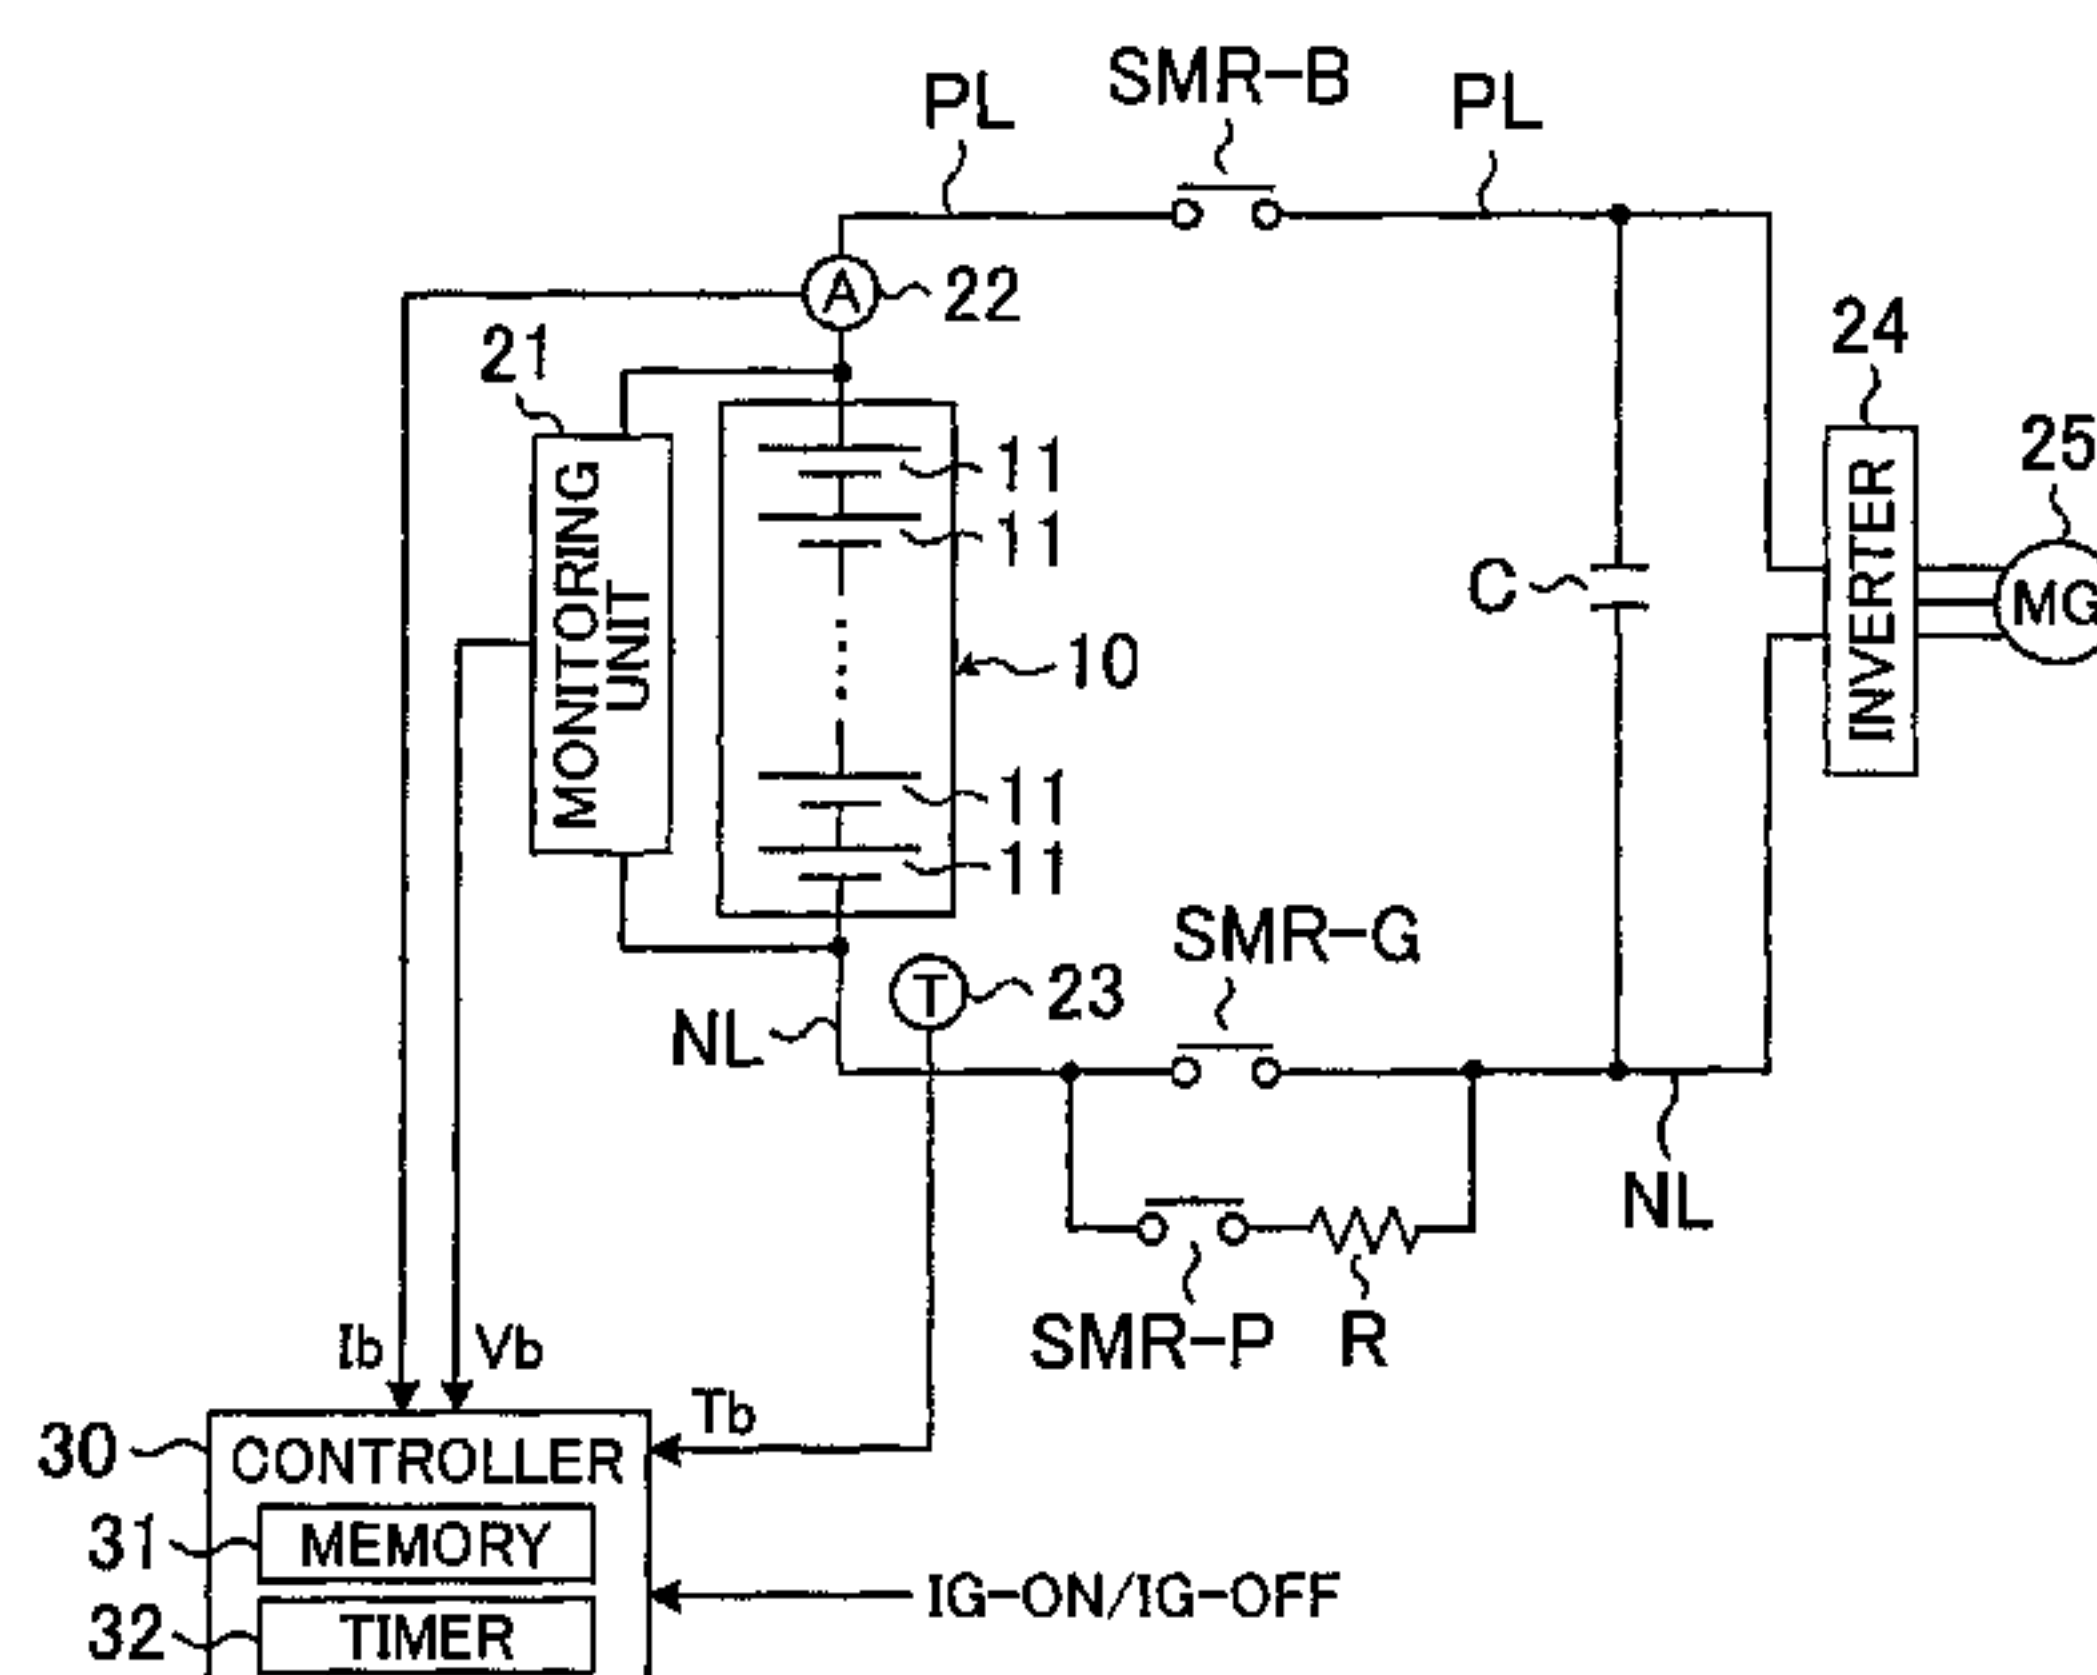 SMR-B
PL
PL
A
22
21
24
25
MONITORING
UNIT
11
11
10
11
11
C
INVERTER
MG
SMR-G
T
23
NL
NL
SMR-P
R
Ib
Vb
Tb
30
CONTROLLER
31
MEMORY
IG-ON/IG-OFF
32
TIMER